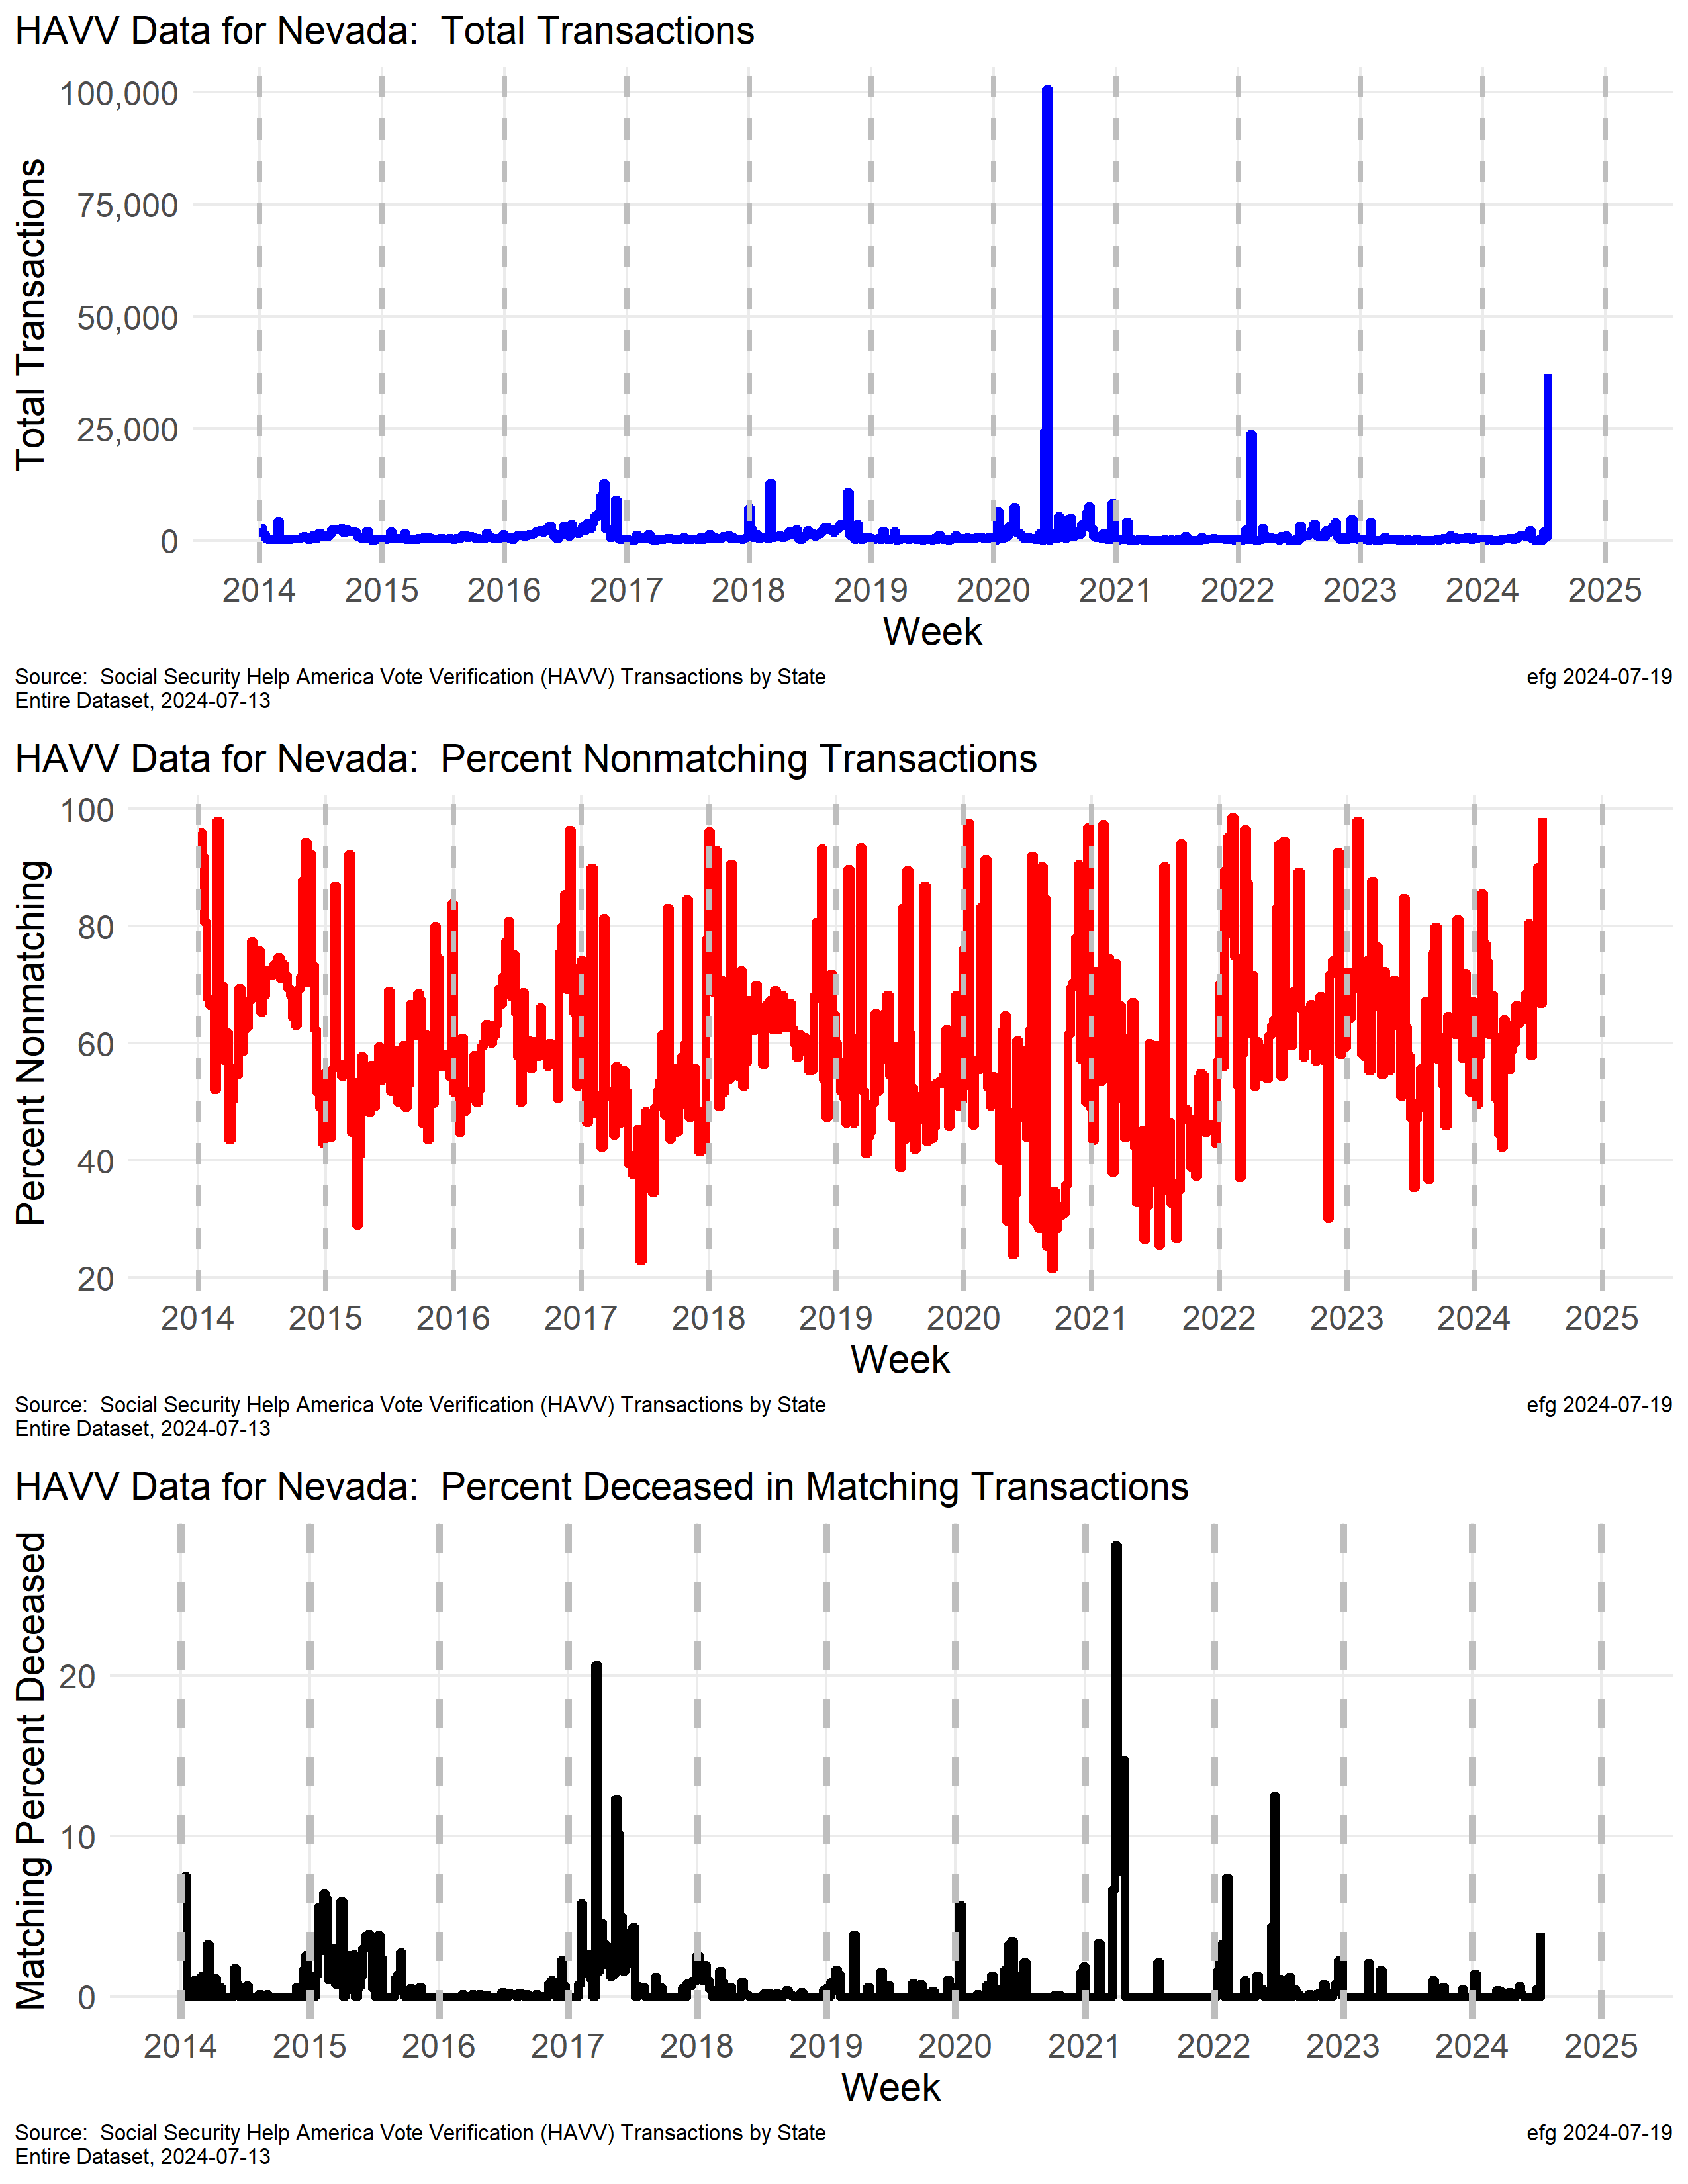 HAVV Data for Nevada:  Total Transactions
Total Transactions
100,000
75,000
50,000
25,000
0
2014 2015 2016 2017 2018 2019 2020 2021 2022 2023 2024 2025
Week
Source:  Social Security Help America Vote Verification (HAVV) Transactions by State efg 2024-07-19
Entire Dataset, 2024-07-13
HAVV Data for Nevada:  Percent Nonmatching Transactions
Percent Nonmatching
100
80
60
40
20
2014 2015 2016 2017 2018 2019 2020 2021 2022 2023 2024 2025
Week
Source:  Social Security Help America Vote Verification (HAVV) Transactions by State efg 2024-07-19
Entire Dataset, 2024-07-13
HAVV Data for Nevada:  Percent Deceased in Matching Transactions
Matching Percent Deceased
20
10
0
2014 2015 2016 2017 2018 2019 2020 2021 2022 2023 2024 2025
Week
Source:  Social Security Help America Vote Verification (HAVV) Transactions by State efg 2024-07-19
Entire Dataset, 2024-07-13